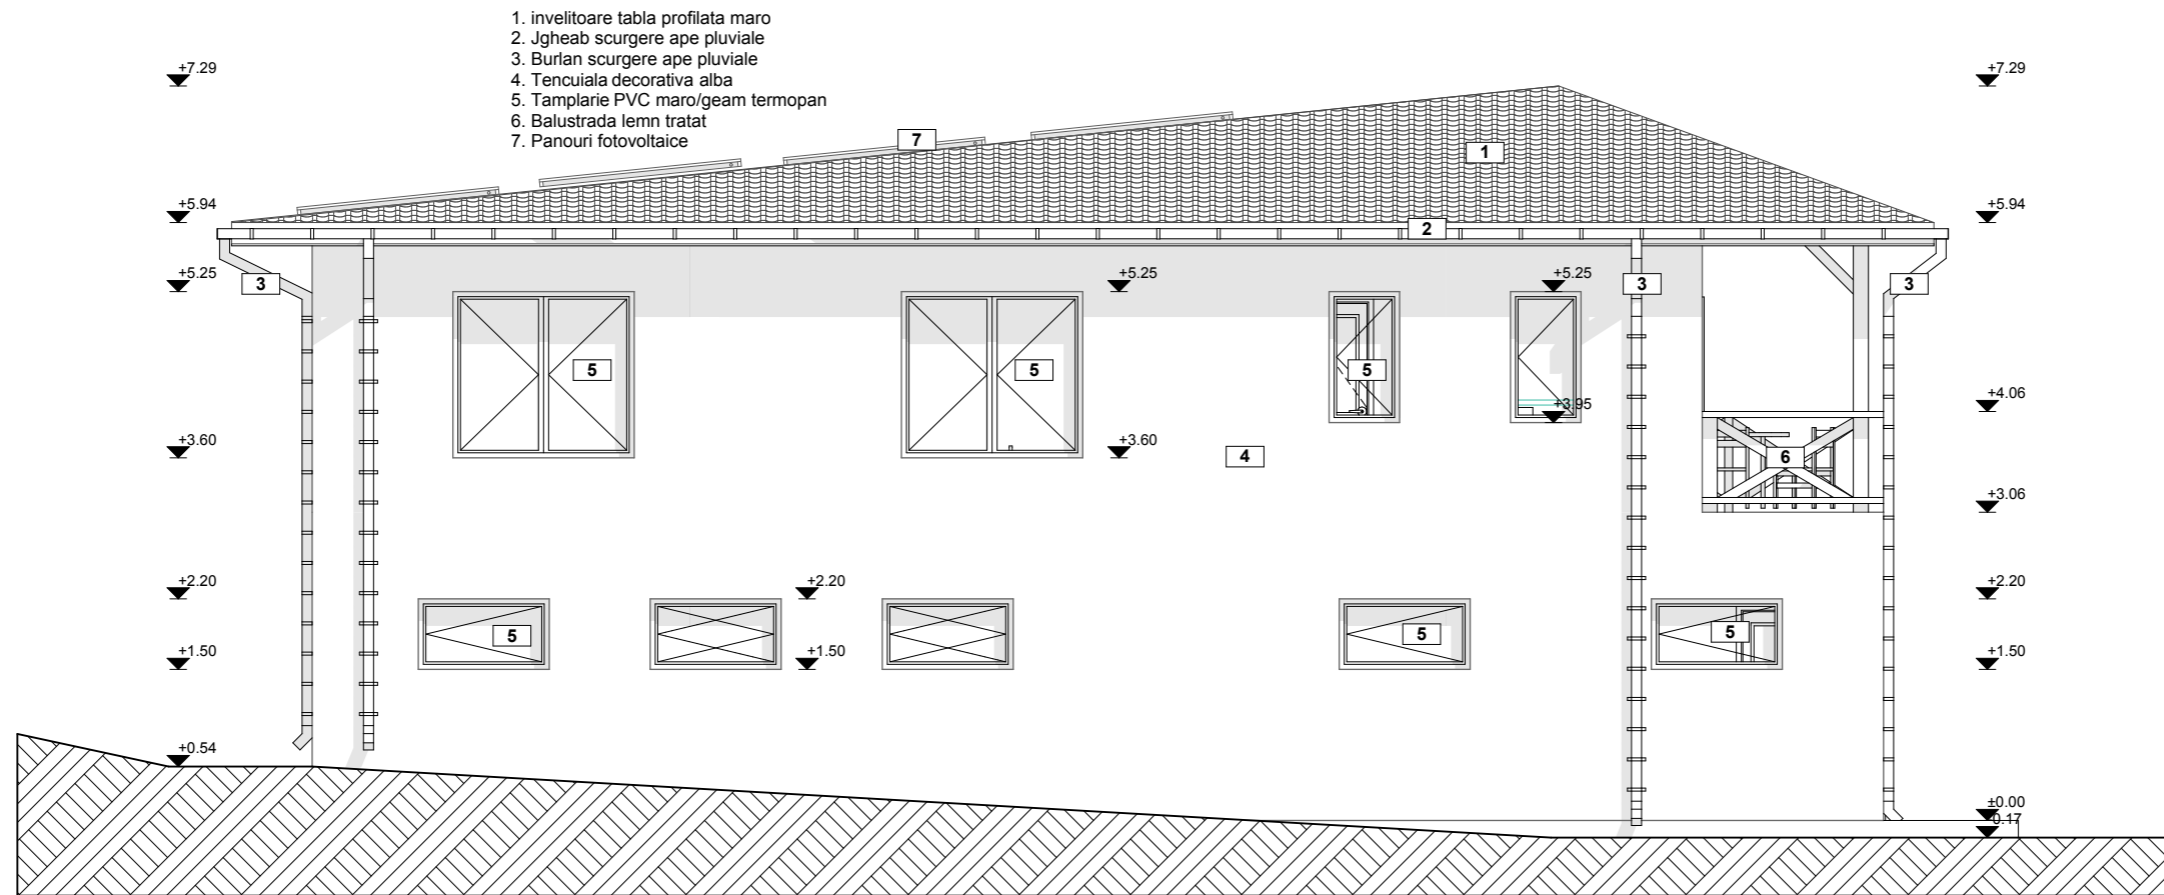 1. invelitoare tabla profilata maro
2. Jgheab scurgere ape pluviale
3. Burlan scurgere ape pluviale
4. Tencuiala decorativa alba
5. Tamplarie PVC maro/geam termopan
6. Balustrada lemn tratat
7. Panouri fotovoltaice
+7.29 +7.29
7
1
+5.94 +5.94
2
+5.25 +5.25 +5.25
3 3 3
5 5 5
+3.95 +4.06
+3.60 +3.60
4 6
+3.06
+2.20 +2.20 +2.20
5 5 5
+1.50 +1.50 +1.50
+0.54
±0.00
-0.17